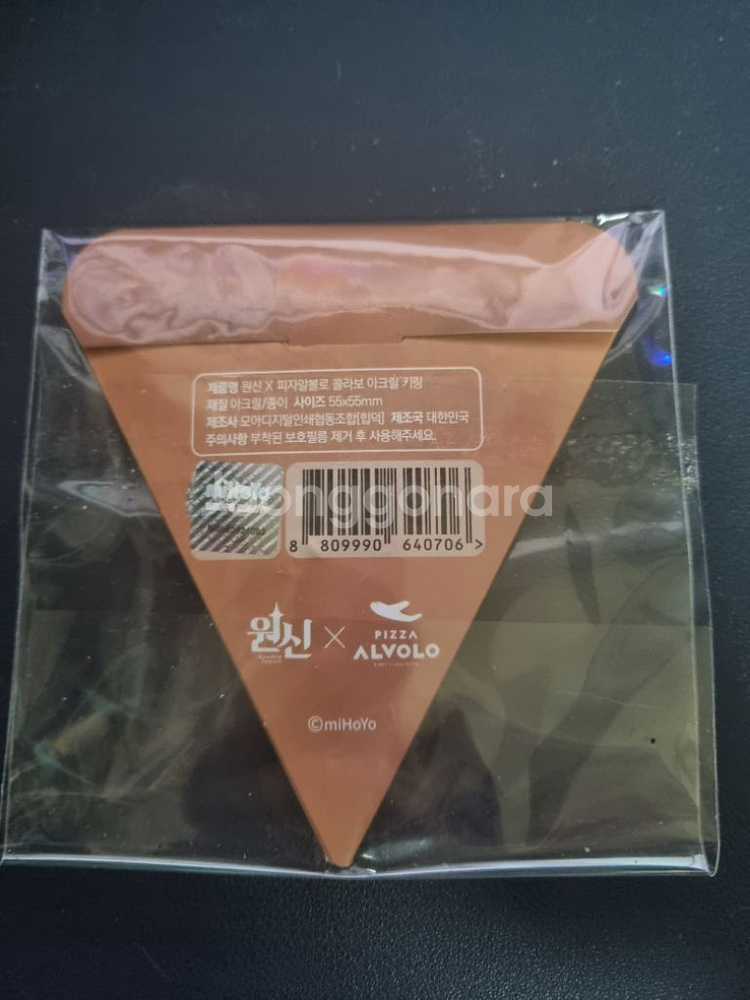 제품명 원신 X 피자알볼로 콜라보 아크릴 키링
재질 아크릴/종이 사이즈 55x55mm
제조사 모아디지털인쇄협동조합[힙덕] 제조국 대한민국
주의사항 부착된 보호필름 제거 후 사용해주세요.
joonggonara
8 809990 640706 >
원신 X PIZZA ALVOLO
©miHoYo